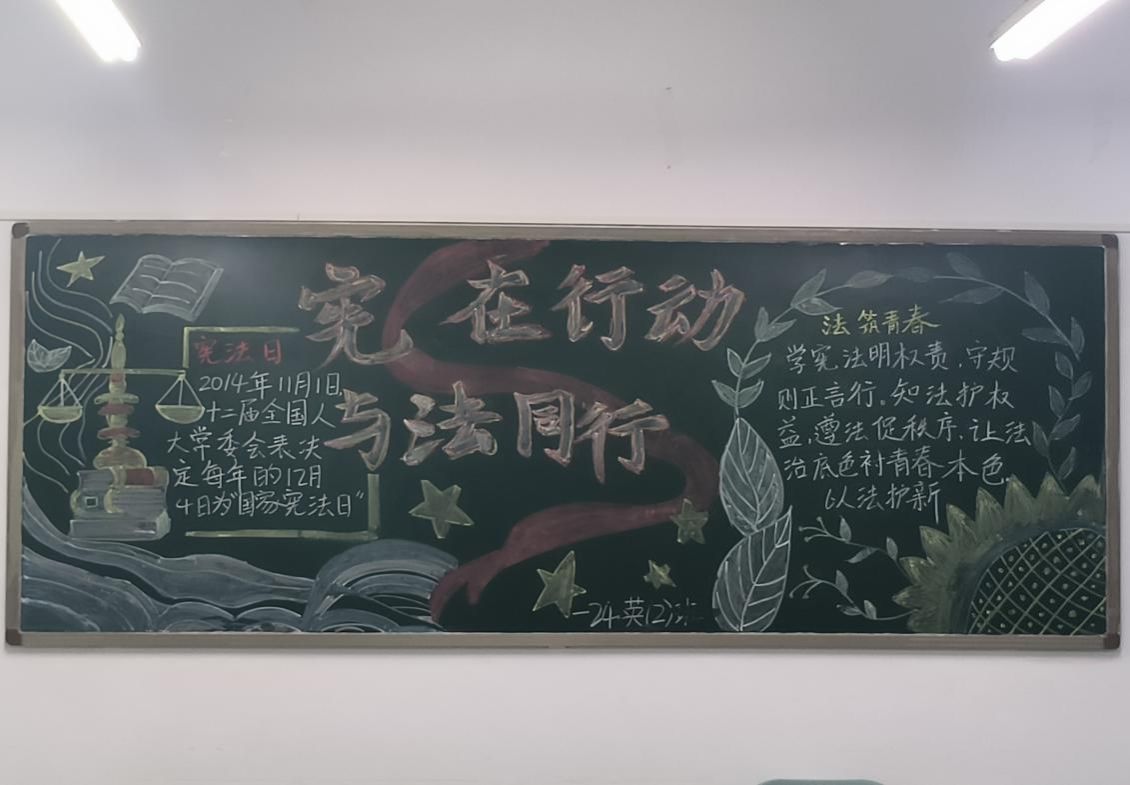 宪在行动
与法同行
宪法日
2014年11月1日,
十二届全国人
大常委会表决
定每年的12月
4日为"国家宪法日"
法筑青春
学宪法明权责,守规
则正言行。知法护权
益,遵法促秩序,让法
治底色衬青春本色,
以法护新
-24英(2)班